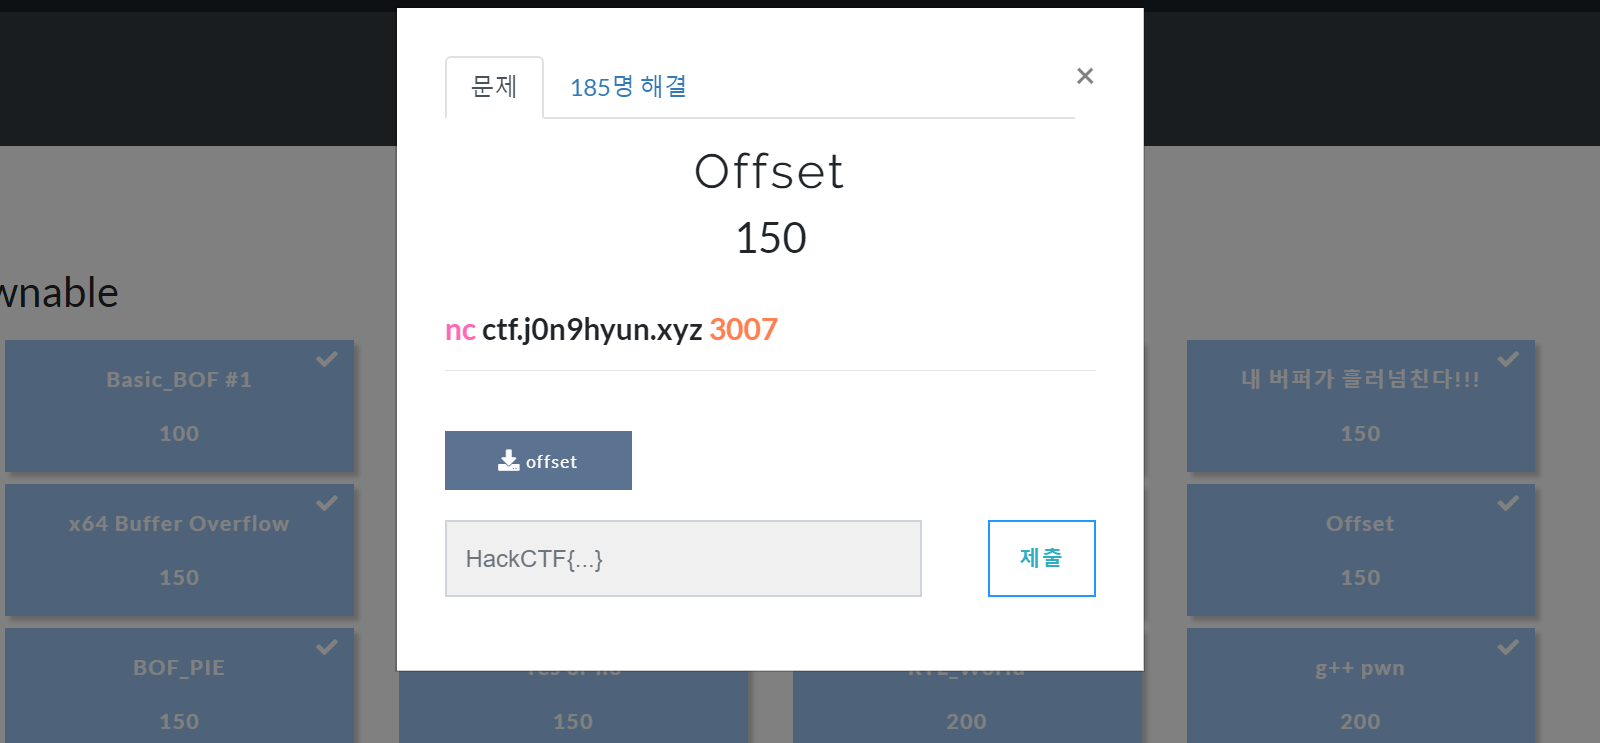 문제
185명 해결
×
Offset
150
nc ctf.j0n9hyun.xyz 3007
offset
HackCTF{...}
제출
wnable
Basic_BOF #1
100
내 버퍼가 흘러넘친다!!!
150
x64 Buffer Overflow
150
Offset
150
BOF_PIE
150
150
RTL_World
200
g++ pwn
200